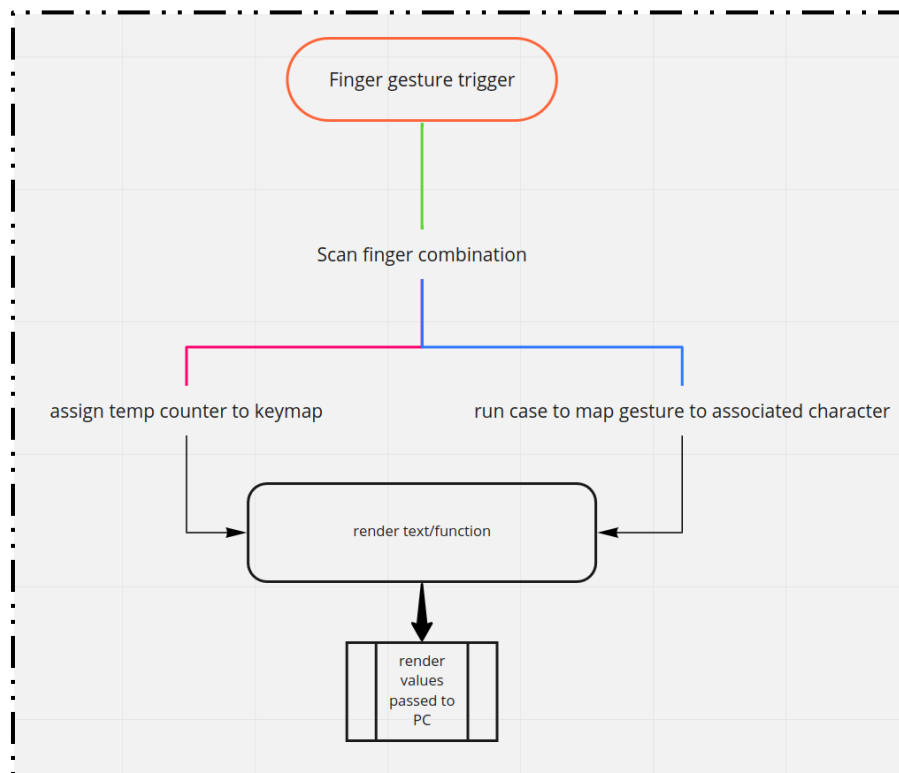 Finger gesture trigger
Scan finger combination
assign temp counter to keymap
run case to map gesture to associated character
render text/function
render
values
passed to
PC